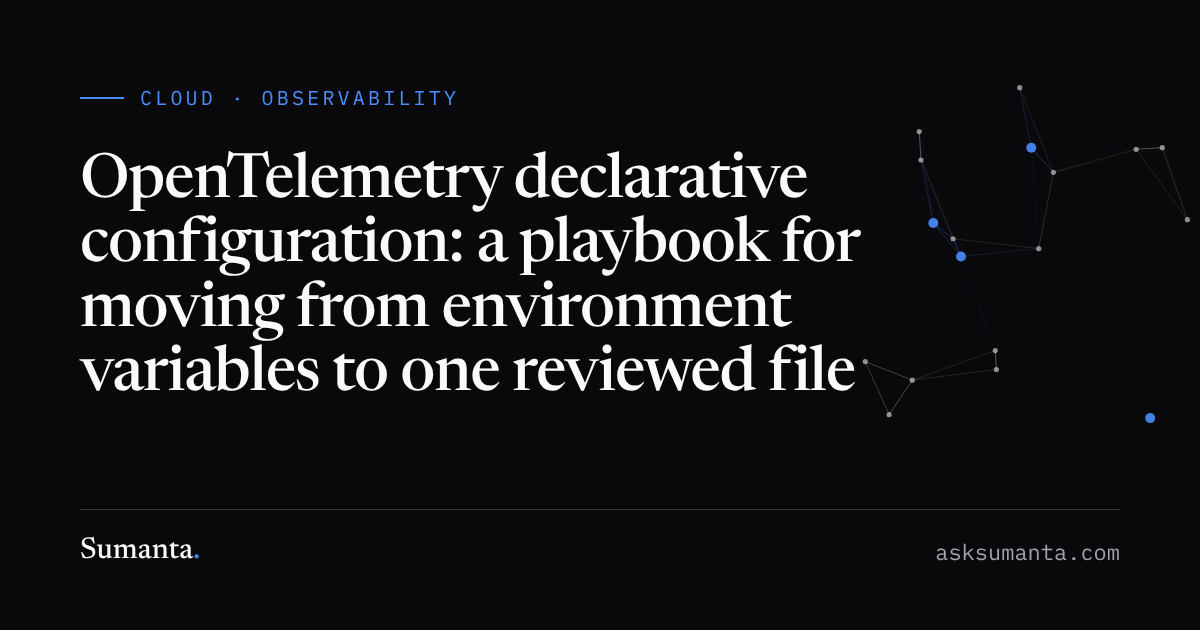 CLOUD · OBSERVABILITY
OpenTelemetry declarative
configuration: a playbook for
moving from environment
variables to one reviewed file
Sumanta.
asksumanta.com